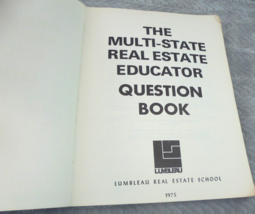 THE
MULTI-STATE
REAL ESTATE
EDUCATOR
QUESTION
BOOK
LUMBLEAU
LUMBLEAU REAL ESTATE SCHOOL
1975